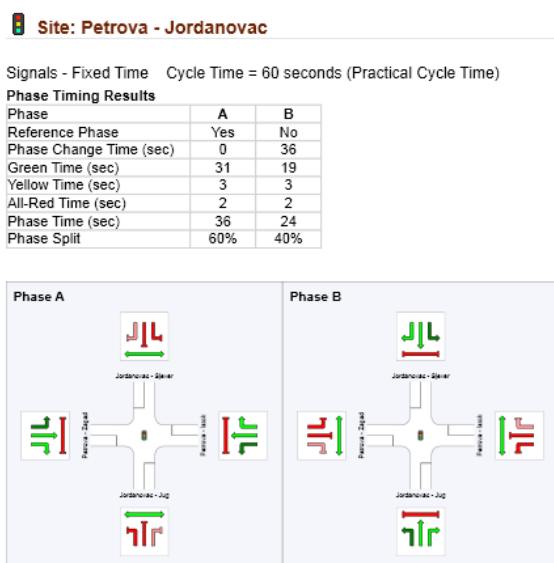 Site: Petrova - Jordanovac
Signals - Fixed Time Cycle Time = 60 seconds (Practical Cycle Time)
Phase Timing Results
Phase A B
Reference Phase Yes No
Phase Change Time (sec) 0 36
Green Time (sec) 31 19
Yellow Time (sec) 3 3
All-Red Time (sec) 2 2
Phase Time (sec) 36 24
Phase Split 60% 40%
Phase A
Jordanovac - Sjever
Petrova - Zapad
Petrova - Istok
Jordanovac - Jug
Phase B
Jordanovac - Sjever
Petrova - Zapad
Petrova - Istok
Jordanovac - Jug